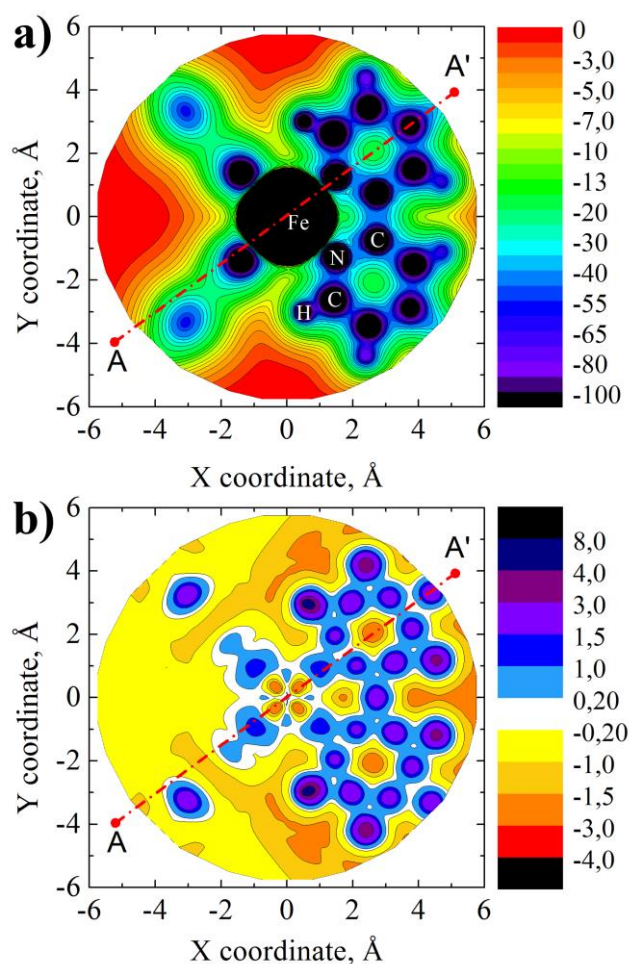 a)
6
4
2
0
-2
-4
-6
Y coordinate, Å
-6 -4 -2 0 2 4 6
X coordinate, Å
A'
Fe
N
C
C
H
A
0
-3,0
-5,0
-7,0
-10
-13
-20
-30
-40
-55
-65
-80
-100
b)
6
4
2
0
-2
-4
-6
Y coordinate, Å
-6 -4 -2 0 2 4 6
X coordinate, Å
A'
A
8,0
4,0
3,0
1,5
1,0
0,20
-0,20
-1,0
-1,5
-3,0
-4,0